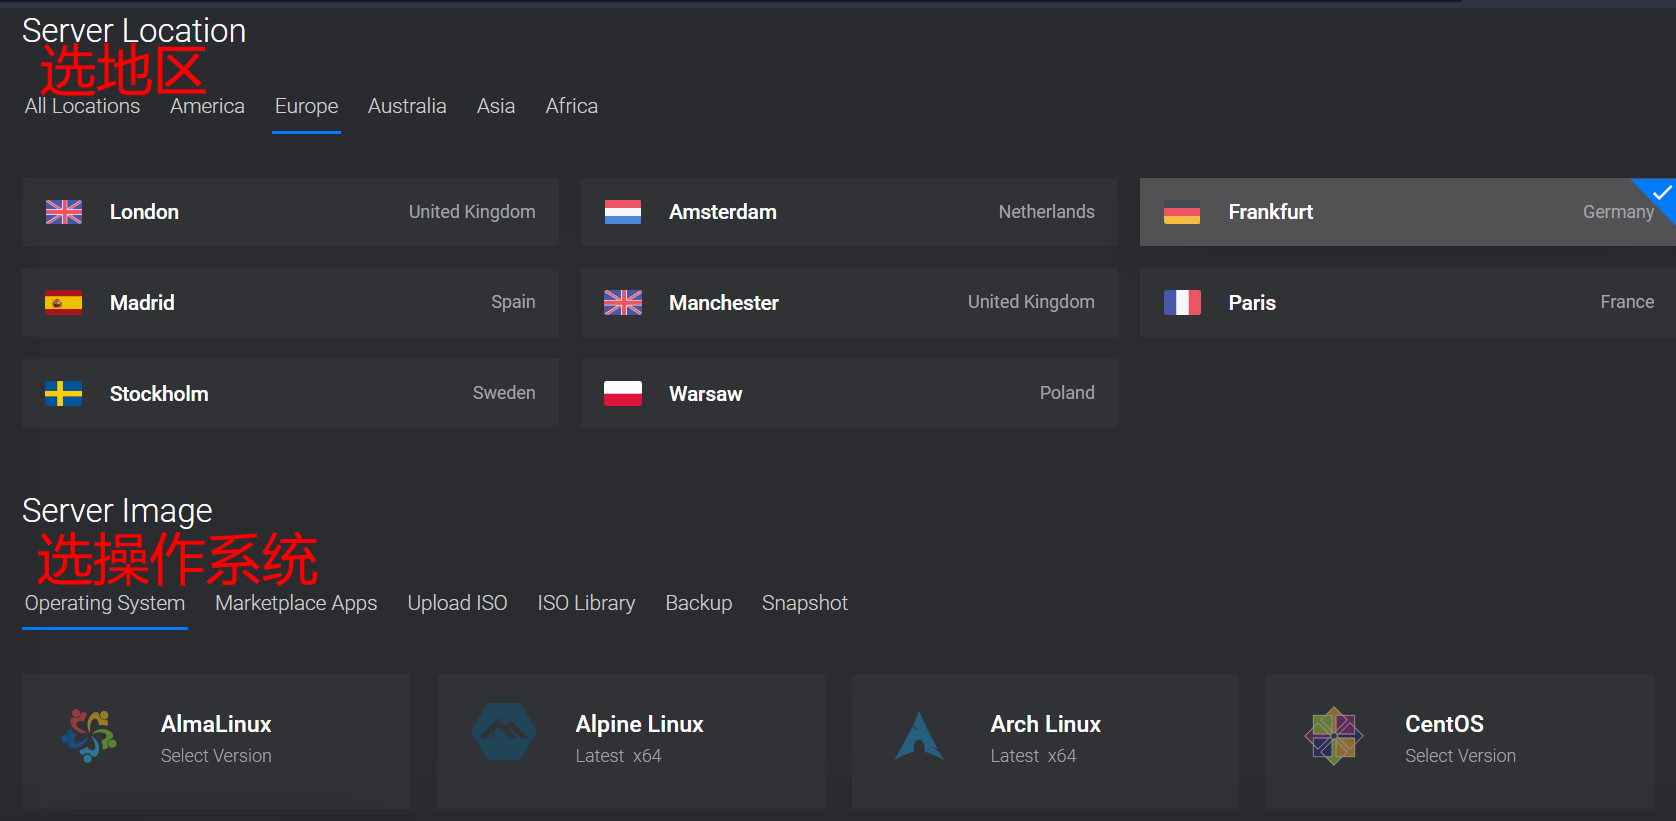 Server Location
选地区
All Locations America Europe Australia Asia Africa
London United Kingdom Amsterdam Netherlands Frankfurt Germany
Madrid Spain Manchester United Kingdom Paris France
Stockholm Sweden Warsaw Poland
Server Image
选操作系统
Operating System Marketplace Apps Upload ISO ISO Library Backup Snapshot
AlmaLinux Alpine Linux Arch Linux CentOS
Select Version Latest x64 Latest x64 Select Version